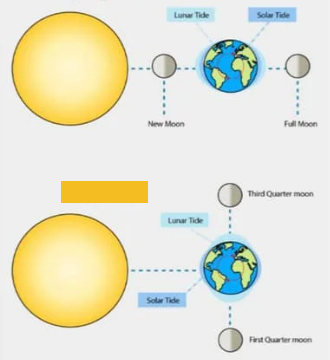 Lunar Tide
Solar Tide
New Moon
Full Moon
Third Quarter moon
Lunar Tide
Solar Tide
First Quarter moon